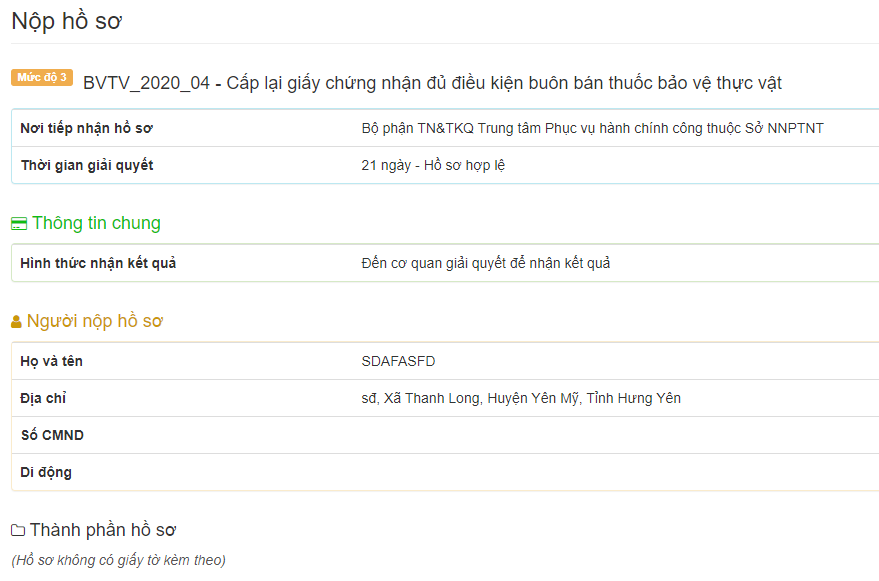 Nộp hồ sơ
Mức độ 3 BVTV_2020_04 - Cấp lại giấy chứng nhận đủ điều kiện buôn bán thuốc bảo vệ thực vật
Nơi tiếp nhận hồ sơ Bộ phận TN&TKQ Trung tâm Phục vụ hành chính công thuộc Sở NNPTNT
Thời gian giải quyết 21 ngày - Hồ sơ hợp lệ
Thông tin chung
Hình thức nhận kết quả Đến cơ quan giải quyết để nhận kết quả
Người nộp hồ sơ
Họ và tên SDAFASFD
Địa chỉ sđ, Xã Thanh Long, Huyện Yên Mỹ, Tỉnh Hưng Yên
Số CMND
Di động
Thành phần hồ sơ
(Hồ sơ không có giấy tờ kèm theo)